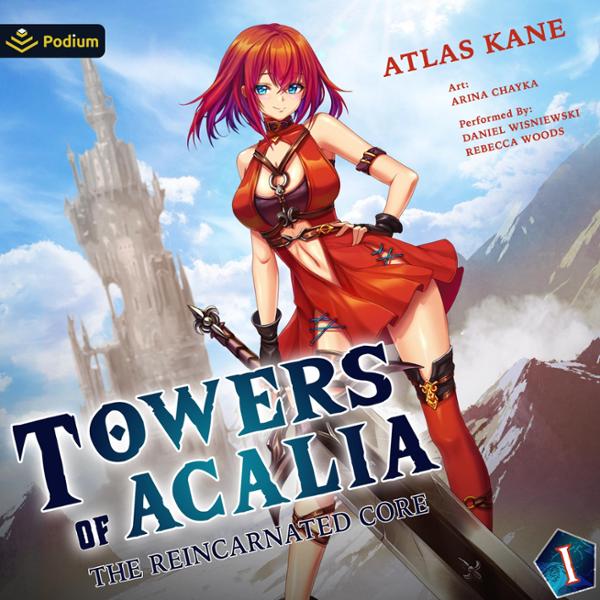 Podium
ATLAS KANE
Art:
ARINA CHAYKA
Performed By:
DANIEL WISNIEWSKI
REBECCA WOODS
TOWERS
OF ACALIA
THE REINCARNATED CORE
I